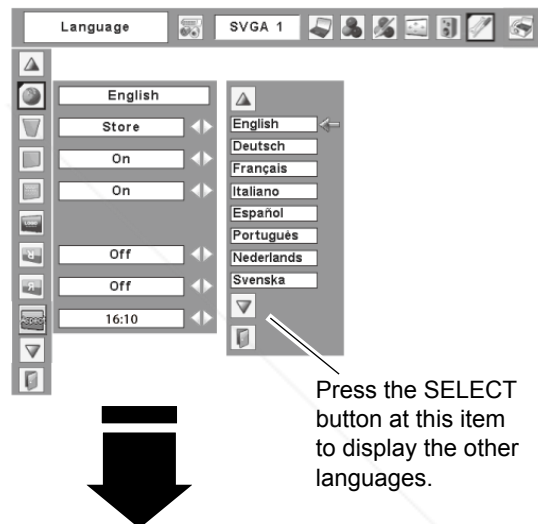 Language
SVGA 1
English
Store
On
On
Off
Off
16:10
English
Deutsch
Français
Italiano
Español
Português
Nederlands
Svenska
Press the SELECT
button at this item
to display the other
languages.